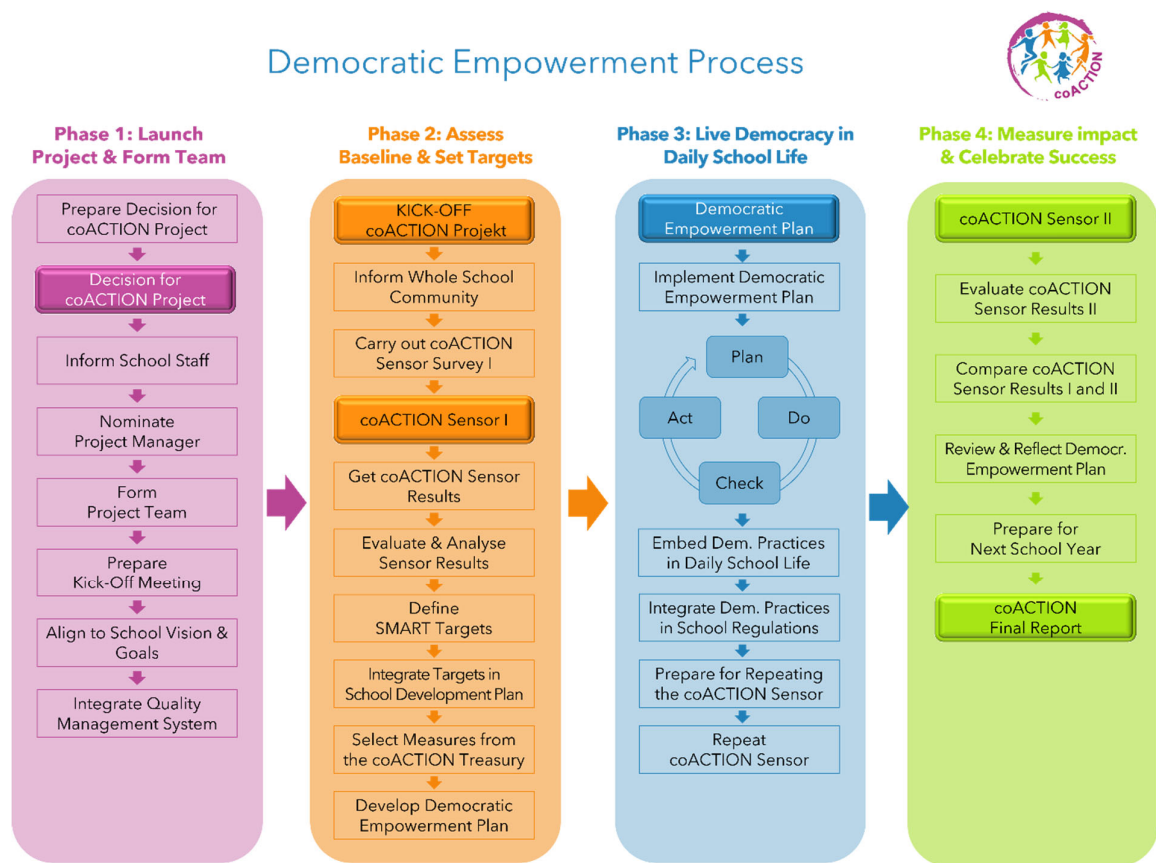 Democratic Empowerment Process
coACTION
Phase 1: Launch
Project & Form Team
Prepare Decision for
coACTION Project
Decision for
coACTION Project
Inform School Staff
Nominate
Project Manager
Form
Project Team
Prepare
Kick-Off Meeting
Align to School Vision &
Goals
Integrate Quality
Management System
Phase 2: Assess
Baseline & Set Targets
KICK-OFF
coACTION Projekt
Inform Whole School
Community
Carry out coACTION
Sensor Survey I
coACTION Sensor I
Get coACTION Sensor
Results
Evaluate & Analyse
Sensor Results
Define
SMART Targets
Integrate Targets in
School Development Plan
Select Measures from
the coACTION Treasury
Develop Democratic
Empowerment Plan
Phase 3: Live Democracy in
Daily School Life
Democratic
Empowerment Plan
Implement Democratic
Empowerment Plan
Plan
Act
Do
Check
Embed Dem. Practices
in Daily School Life
Integrate Dem. Practices
in School Regulations
Prepare for Repeating
the coACTION Sensor
Repeat
coACTION Sensor
Phase 4: Measure impact
& Celebrate Success
coACTION Sensor II
Evaluate coACTION
Sensor Results II
Compare coACTION
Sensor Results I and II
Review & Reflect Democr.
Empowerment Plan
Prepare for
Next School Year
coACTION
Final Report